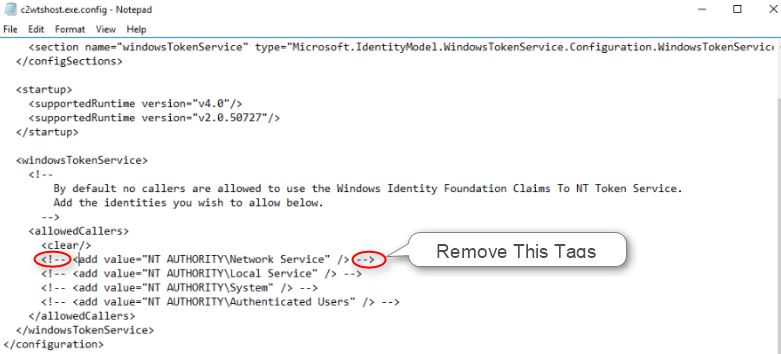 c2wtshost.exe.config - Notepad
File Edit Format View Help
<section name="windowsTokenService" type="Microsoft.IdentityModel.WindowsTokenService.Configuration.WindowsTokenService
</configSections>
<startup>
<supportedRuntime version="v4.0"/>
<supportedRuntime version="v2.0.50727"/>
</startup>
<windowsTokenService>
<!--
By default no callers are allowed to use the Windows Identity Foundation Claims To NT Token Service.
Add the identities you wish to allow below.
-->
<allowedCallers>
<clear/>
<!-- <add value="NT AUTHORITY\Network Service" /> -->
Remove This Tags
<!-- <add value="NT AUTHORITY\Local Service" /> -->
<!-- <add value="NT AUTHORITY\System" /> -->
<!-- <add value="NT AUTHORITY\Authenticated Users" /> -->
</allowedCallers>
</windowsTokenService>
</configuration>